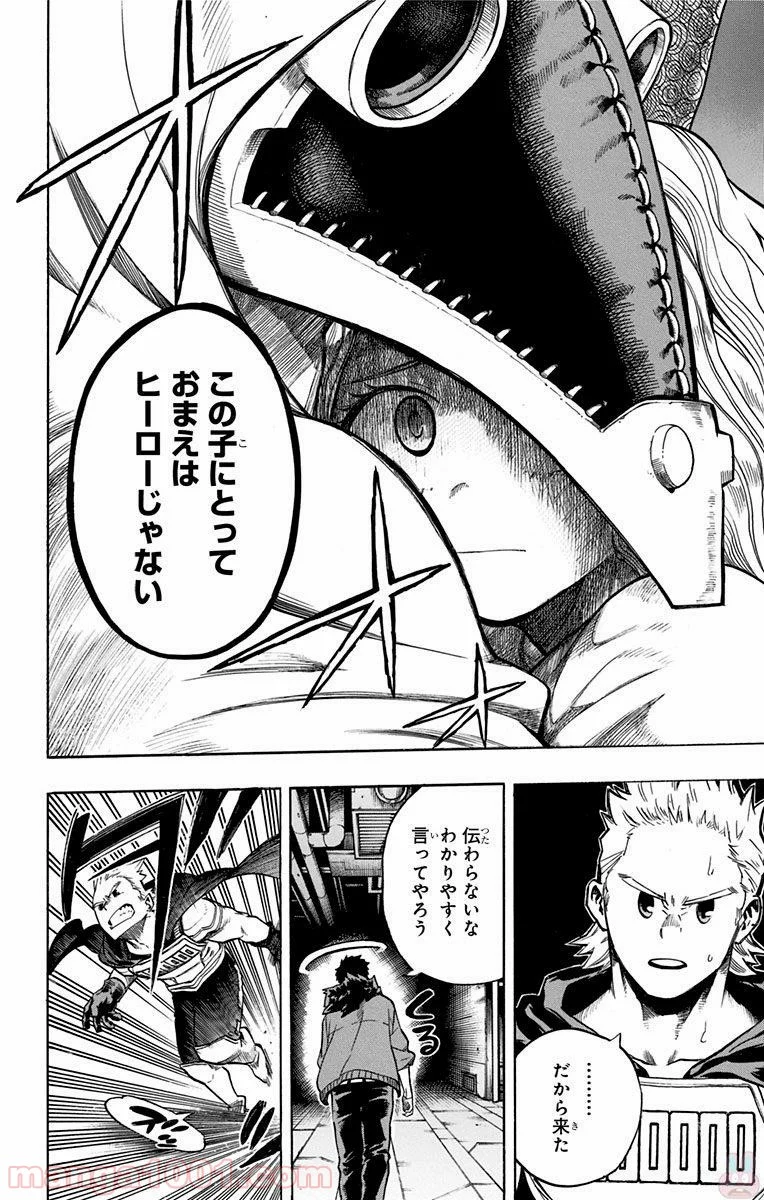 この子にとって
おまえは
ヒーローじゃない
…………
だから来た
伝わらないな
わかりやすく
言ってやろう
くるっ